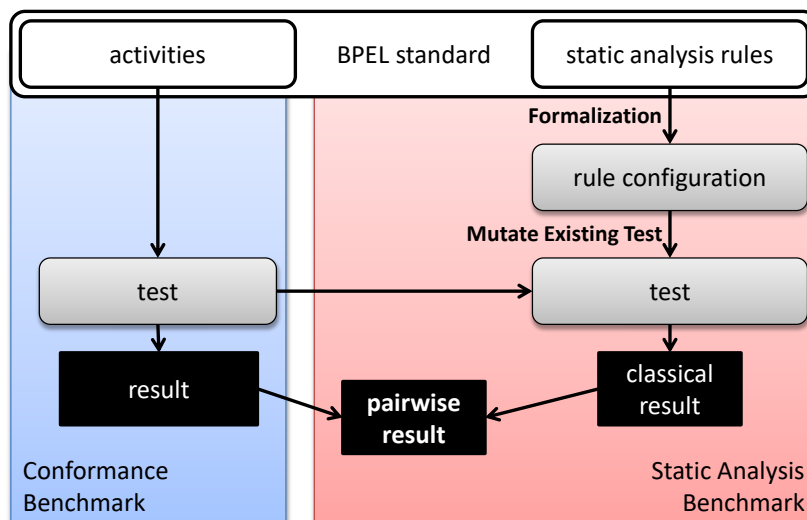 activities
BPEL standard
static analysis rules
Formalization
rule configuration
Mutate Existing Test
test
test
result
pairwise
result
classical
result
Conformance
Benchmark
Static Analysis
Benchmark